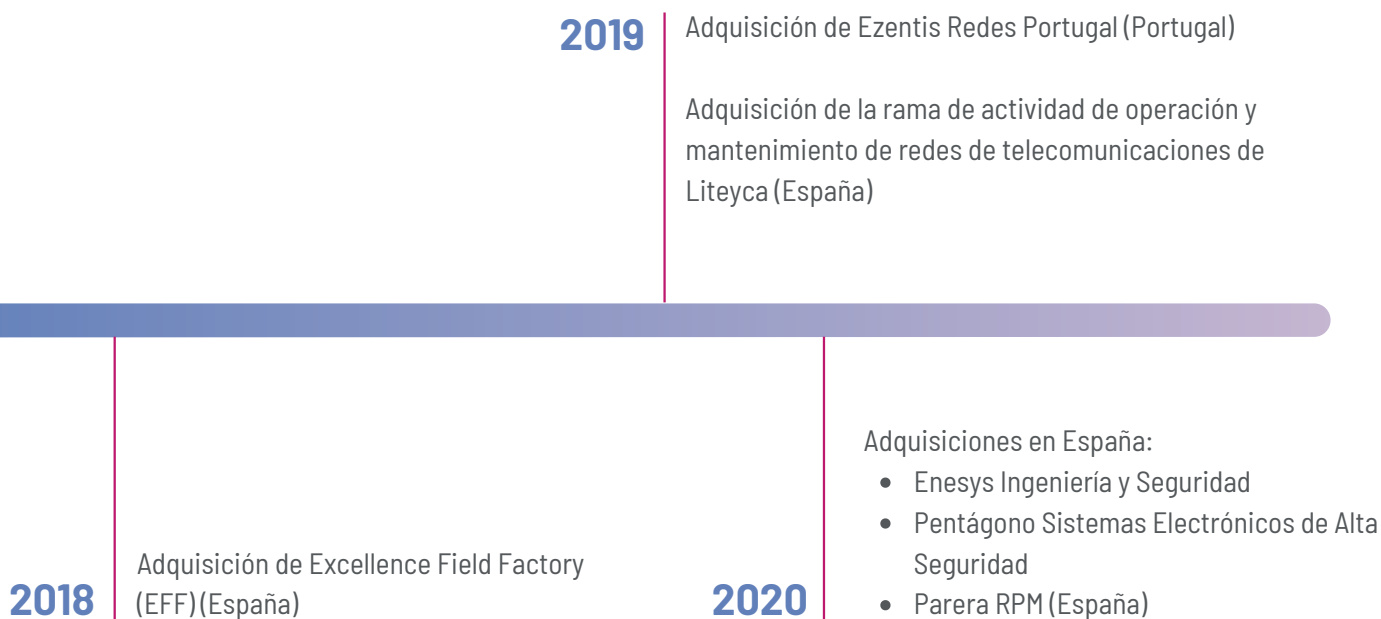 2019
Adquisición de Ezentis Redes Portugal (Portugal)
Adquisición de la rama de actividad de operación y
mantenimiento de redes de telecomunicaciones de
Liteyca (España)
2018
Adquisición de Excellence Field Factory
(EFF) (España)
2020
Adquisiciones en España:
• Enesys Ingeniería y Seguridad
• Pentágono Sistemas Electrónicos de Alta
Seguridad
• Parera RPM (España)